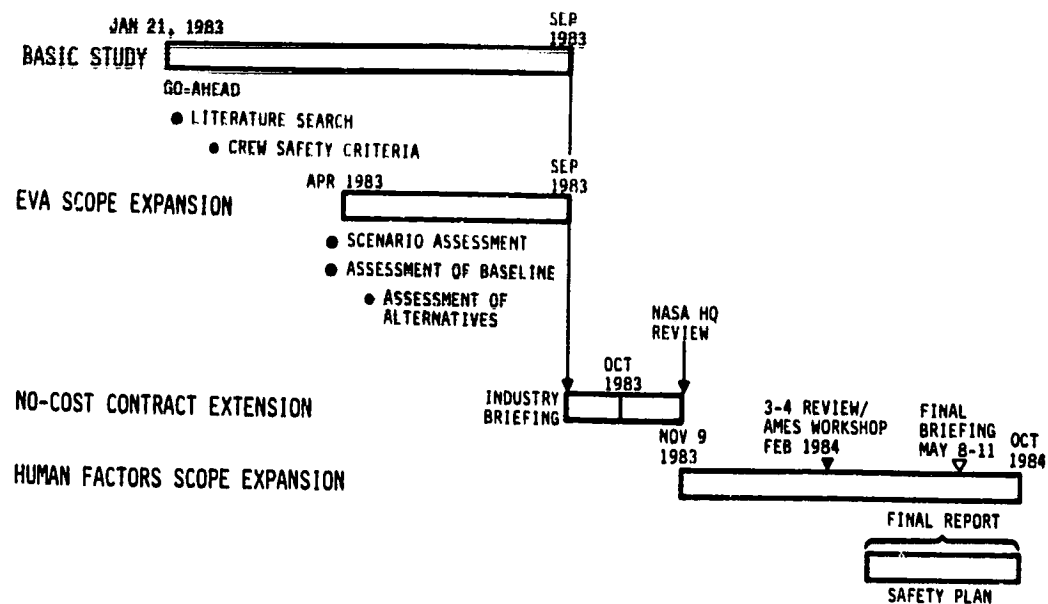 JAN 21, 1983
SEP
1983
BASIC STUDY
GO=AHEAD
● LITERATURE SEARCH
● CREW SAFETY CRITERIA
APR 1983
SEP
1983
EVA SCOPE EXPANSION
● SCENARIO ASSESSMENT
● ASSESSMENT OF BASELINE
● ASSESSMENT OF
ALTERNATIVES
NASA HQ
REVIEW
OCT
1983
NO-COST CONTRACT EXTENSION
INDUSTRY
BRIEFING
NOV 9
1983
3-4 REVIEW/
AMES WORKSHOP
FEB 1984
FINAL
BRIEFING
MAY 8-11
OCT
1984
HUMAN FACTORS SCOPE EXPANSION
FINAL REPORT
SAFETY PLAN